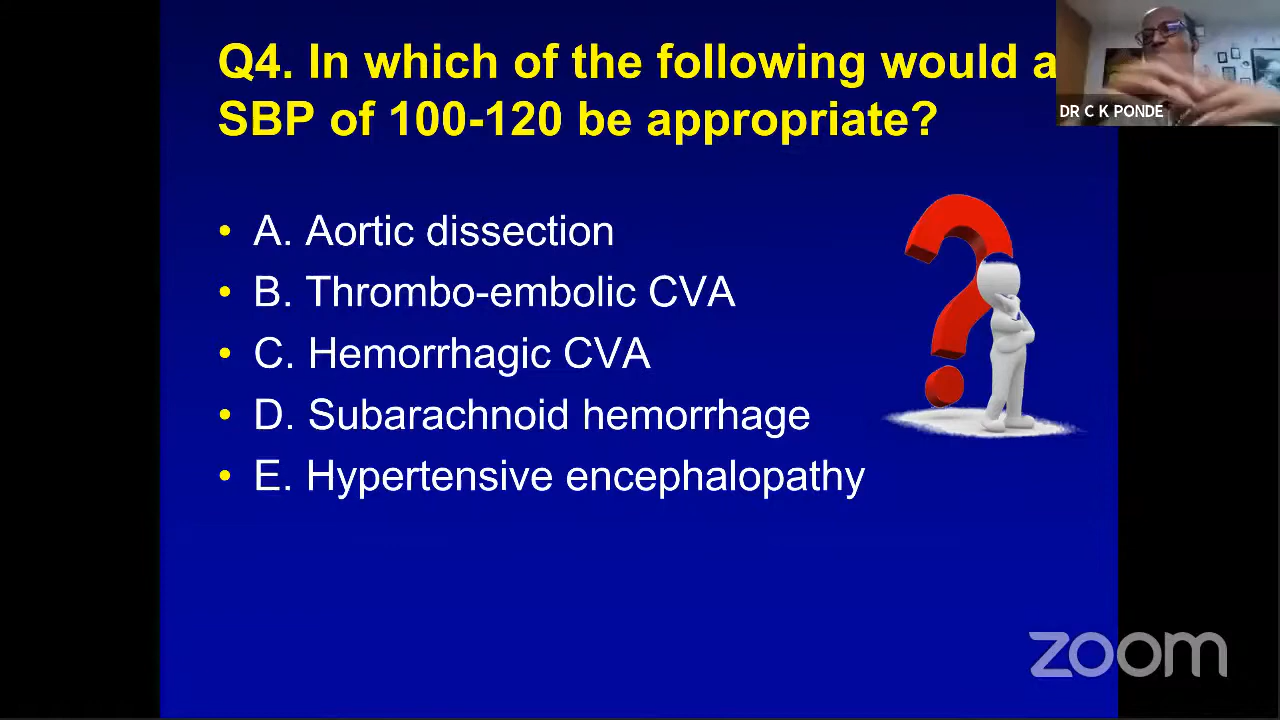 Q4. In which of the following would a
SBP of 100-120 be appropriate?
DR C K PONDE
• A. Aortic dissection
• B. Thrombo-embolic CVA
• C. Hemorrhagic CVA
• D. Subarachnoid hemorrhage
• E. Hypertensive encephalopathy
zoom